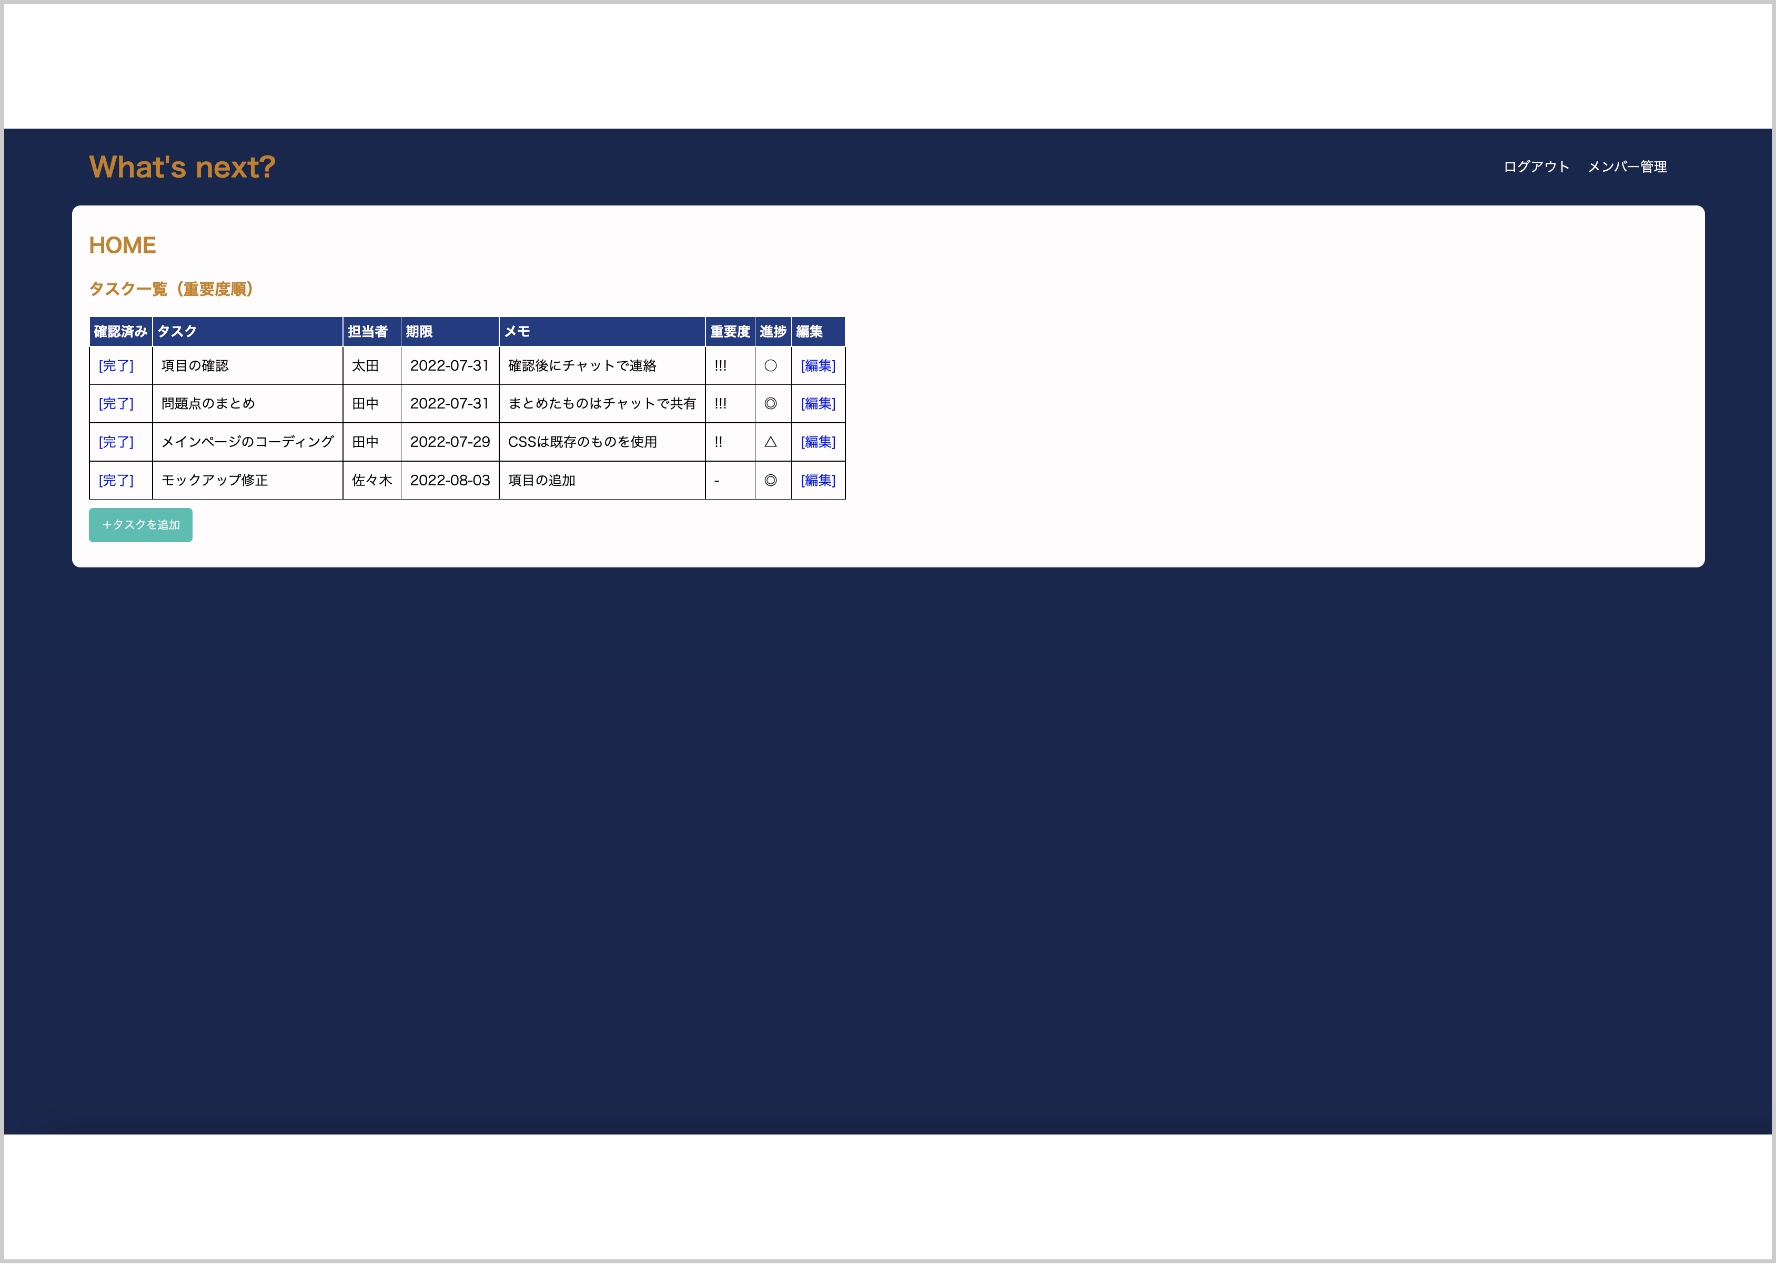 What's next?
ログアウト メンバー管理
HOME
タスク一覧（重要度順）
確認済み タスク 担当者 期限 メモ 重要度 進捗 編集
[完了] 項目の確認 太田 2022-07-31 確認後にチャットで連絡 !!! ○ [編集]
[完了] 問題点のまとめ 田中 2022-07-31 まとめたものはチャットで共有 !!! ◎ [編集]
[完了] メインページのコーディング 田中 2022-07-29 CSSは既存のものを使用 !! △ [編集]
[完了] モックアップ修正 佐々木 2022-08-03 項目の追加 - ◎ [編集]
＋タスクを追加